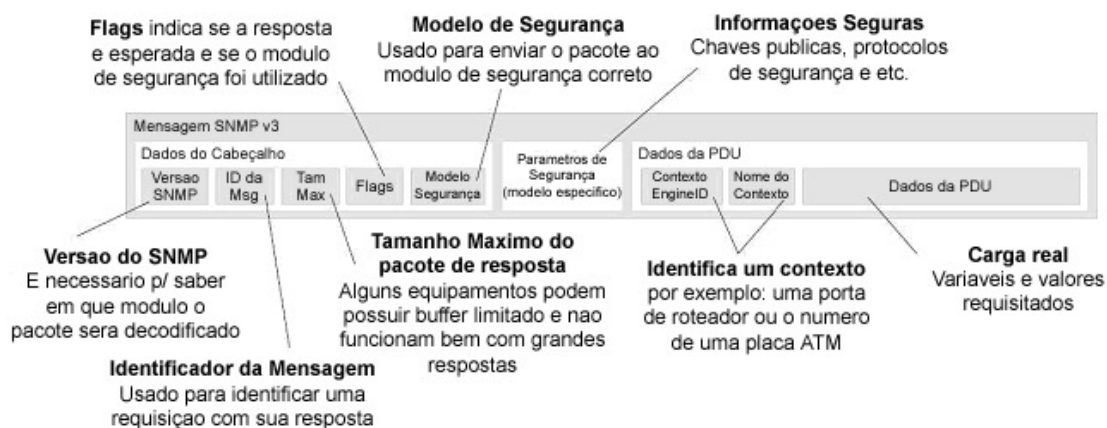 Flags indica se a resposta
e esperada e se o modulo
de segurança foi utilizado
Modelo de Segurança
Usado para enviar o pacote ao
modulo de segurança correto
Informaçoes Seguras
Chaves publicas, protocolos
de segurança e etc.
Mensagem SNMP v3
Dados do Cabeçalho
Versao
SNMP
ID da
Msg
Tam
Max
Flags
Modelo
Segurança
Parametros de
Segurança
(modelo especifico)
Dados da PDU
Contexto
EngineID
Nome do
Contexto
Dados da PDU
Versao do SNMP
E necessario p/ saber
em que modulo o
pacote sera decodificado
Identificador da Mensagem
Usado para identificar uma
requisiçao com sua resposta
Tamanho Maximo do
pacote de resposta
Alguns equipamentos podem
possuir buffer limitado e nao
funcionam bem com grandes
respostas
Identifica um contexto
por exemplo: uma porta
de roteador ou o numero
de uma placa ATM
Carga real
Variaveis e valores
requisitados